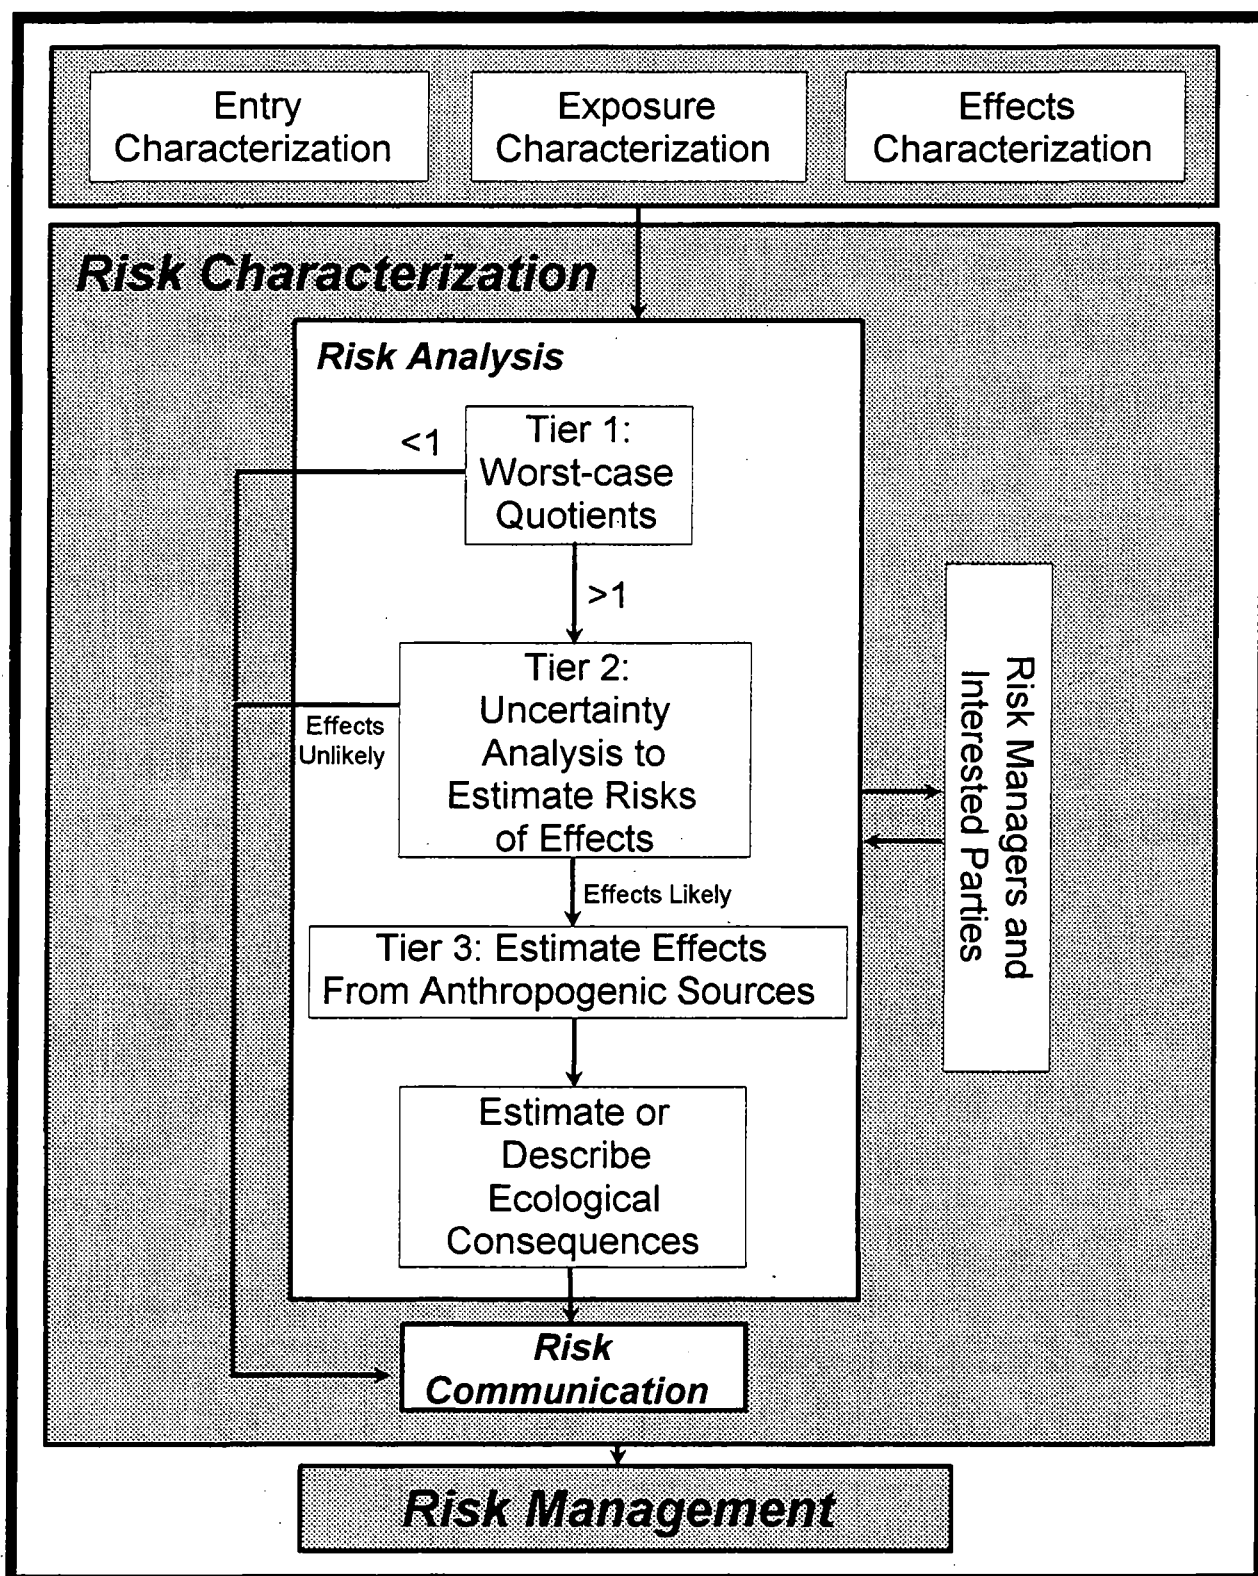 Entry
Characterization
Exposure
Characterization
Effects
Characterization
Risk Characterization
Risk Analysis
<1
Tier 1:
Worst-case
Quotients
>1
Tier 2:
Uncertainty
Analysis to
Estimate Risks
of Effects
Effects
Unlikely
Effects Likely
Tier 3: Estimate Effects
From Anthropogenic Sources
Estimate or
Describe
Ecological
Consequences
Risk Managers and
Interested Parties
Risk
Communication
Risk Management